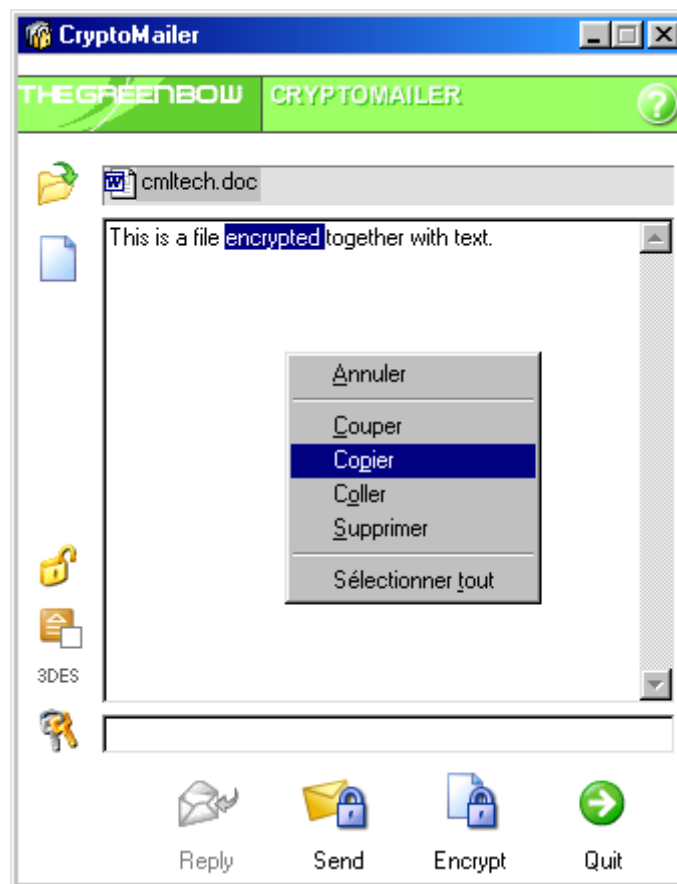 CryptoMailer
THEGREENBOW CRYPTOMAILER ?
cmltech.doc
This is a file encrypted together with text.
Annuler
Couper
Copier
Coller
Supprimer
Sélectionner tout
3DES
Reply Send Encrypt Quit